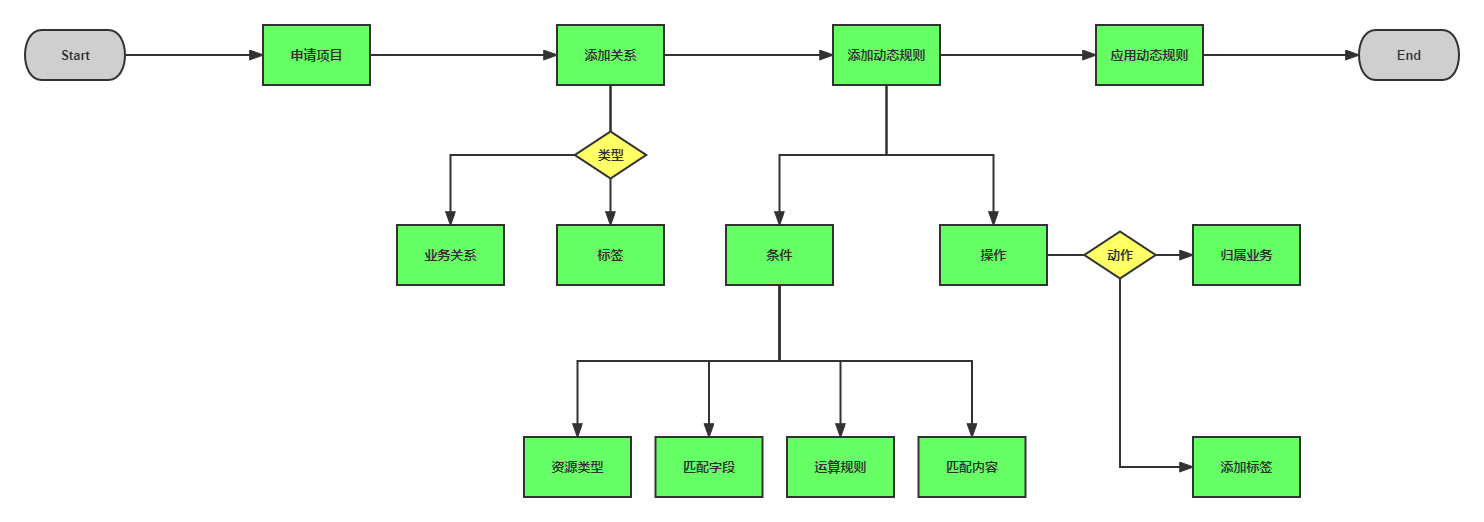 Start
申请项目
添加关系
添加动态规则
应用动态规则
End
类型
业务关系
标签
条件
操作
动作
归属业务
资源类型
匹配字段
运算规则
匹配内容
添加标签